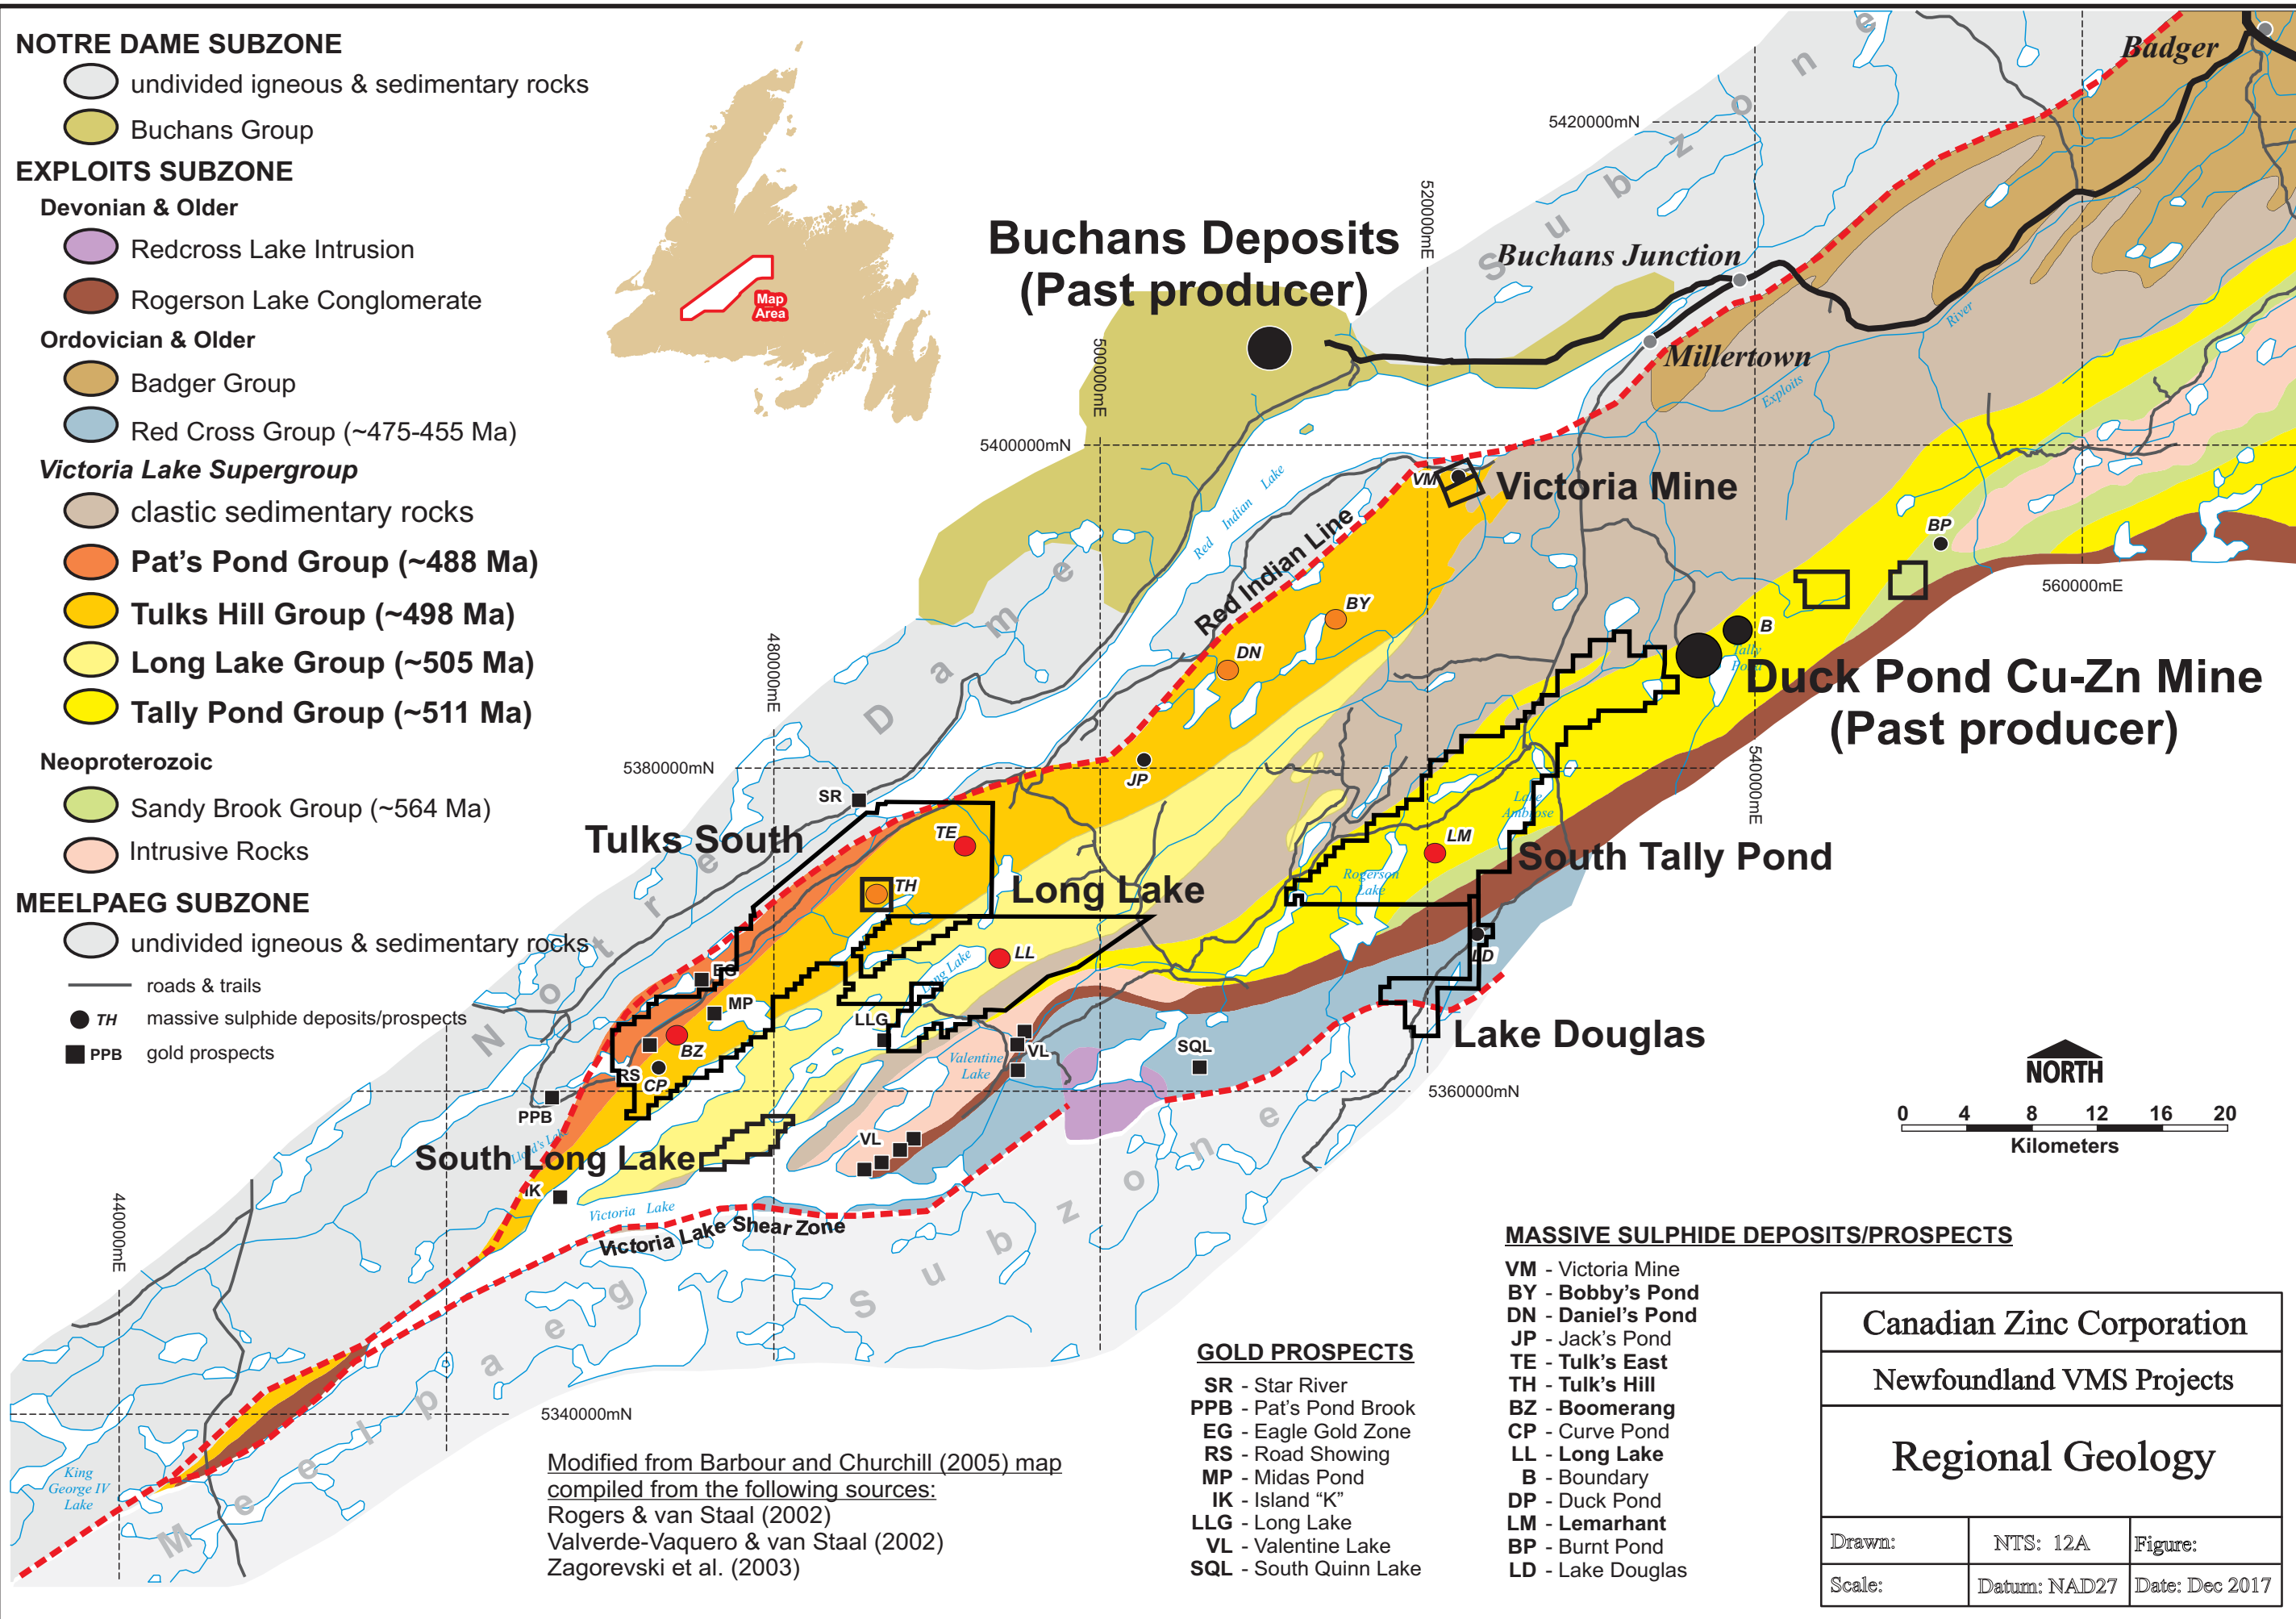 NOTRE DAME SUBZONE
undivided igneous & sedimentary rocks
Buchans Group
EXPLOITS SUBZONE
Devonian & Older
Redcross Lake Intrusion
Rogerson Lake Conglomerate
Ordovician & Older
Badger Group
Red Cross Group (~475-455 Ma)
Victoria Lake Supergroup
clastic sedimentary rocks
Pat's Pond Group (~488 Ma)
Tulks Hill Group (~498 Ma)
Long Lake Group (~505 Ma)
Tally Pond Group (~511 Ma)
Neoproterozoic
Sandy Brook Group (~564 Ma)
Intrusive Rocks
MEELPAEG SUBZONE
undivided igneous & sedimentary rocks
roads & trails
TH massive sulphide deposits/prospects
PPB gold prospects
Map
Area
Notre Dame Subzone
Meelpaeg Subzone
Badger
5420000mN
520000mE
Buchans Deposits
(Past producer)
Buchans Junction
Millertown
River
Exploits
500000mE
5400000mN
VM
Victoria Mine
Red Indian Lake
Red Indian Line
BP
560000mE
BY
DN
B
Tally
Pond
Duck Pond Cu-Zn Mine
(Past producer)
480000mE
540000mE
5380000mN
JP
SR
Lake
Ambrose
Tulks South
TE
LM
South Tally Pond
TH
Long Lake
Rogerson
Lake
LL
Long Lake
LD
EG
MP
LLG
Lake Douglas
BZ
VL
SQL
Valentine
Lake
RS
CP
5360000mN
PPB
VL
Lloyd's Lake
South Long Lake
IK
440000mE
Victoria Lake
Victoria Lake Shear Zone
NORTH
0 4 8 12 16 20
Kilometers
5340000mN
King
George IV
Lake
Modified from Barbour and Churchill (2005) map
compiled from the following sources:
Rogers & van Staal (2002)
Valverde-Vaquero & van Staal (2002)
Zagorevski et al. (2003)
GOLD PROSPECTS
SR - Star River
PPB - Pat's Pond Brook
EG - Eagle Gold Zone
RS - Road Showing
MP - Midas Pond
IK - Island "K"
LLG - Long Lake
VL - Valentine Lake
SQL - South Quinn Lake
MASSIVE SULPHIDE DEPOSITS/PROSPECTS
VM - Victoria Mine
BY - Bobby's Pond
DN - Daniel's Pond
JP - Jack's Pond
TE - Tulk's East
TH - Tulk's Hill
BZ - Boomerang
CP - Curve Pond
LL - Long Lake
B - Boundary
DP - Duck Pond
LM - Lemarhant
BP - Burnt Pond
LD - Lake Douglas
Canadian Zinc Corporation
Newfoundland VMS Projects
Regional Geology
Drawn: NTS: 12A Figure:
Scale: Datum: NAD27 Date: Dec 2017